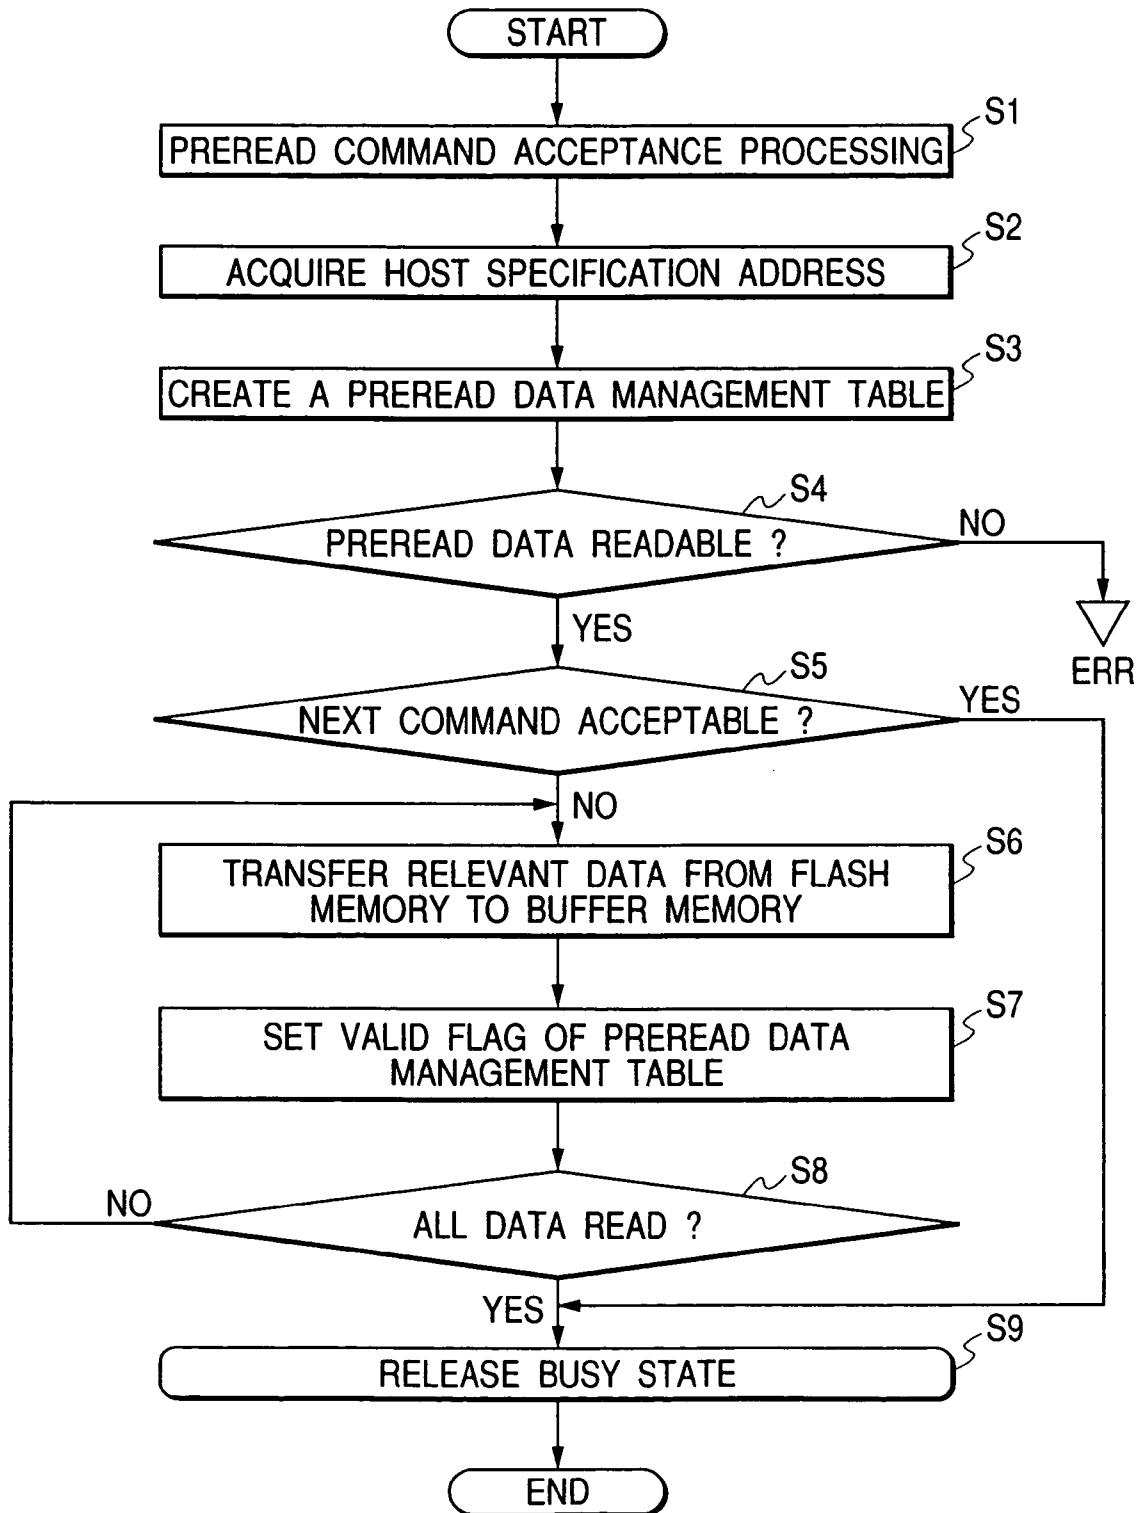 START
S1
PREREAD COMMAND ACCEPTANCE PROCESSING
S2
ACQUIRE HOST SPECIFICATION ADDRESS
S3
CREATE A PREREAD DATA MANAGEMENT TABLE
S4
PREREAD DATA READABLE ?
NO
YES
ERR
S5
NEXT COMMAND ACCEPTABLE ?
YES
NO
S6
TRANSFER RELEVANT DATA FROM FLASH
MEMORY TO BUFFER MEMORY
S7
SET VALID FLAG OF PREREAD DATA
MANAGEMENT TABLE
S8
NO
ALL DATA READ ?
YES
S9
RELEASE BUSY STATE
END